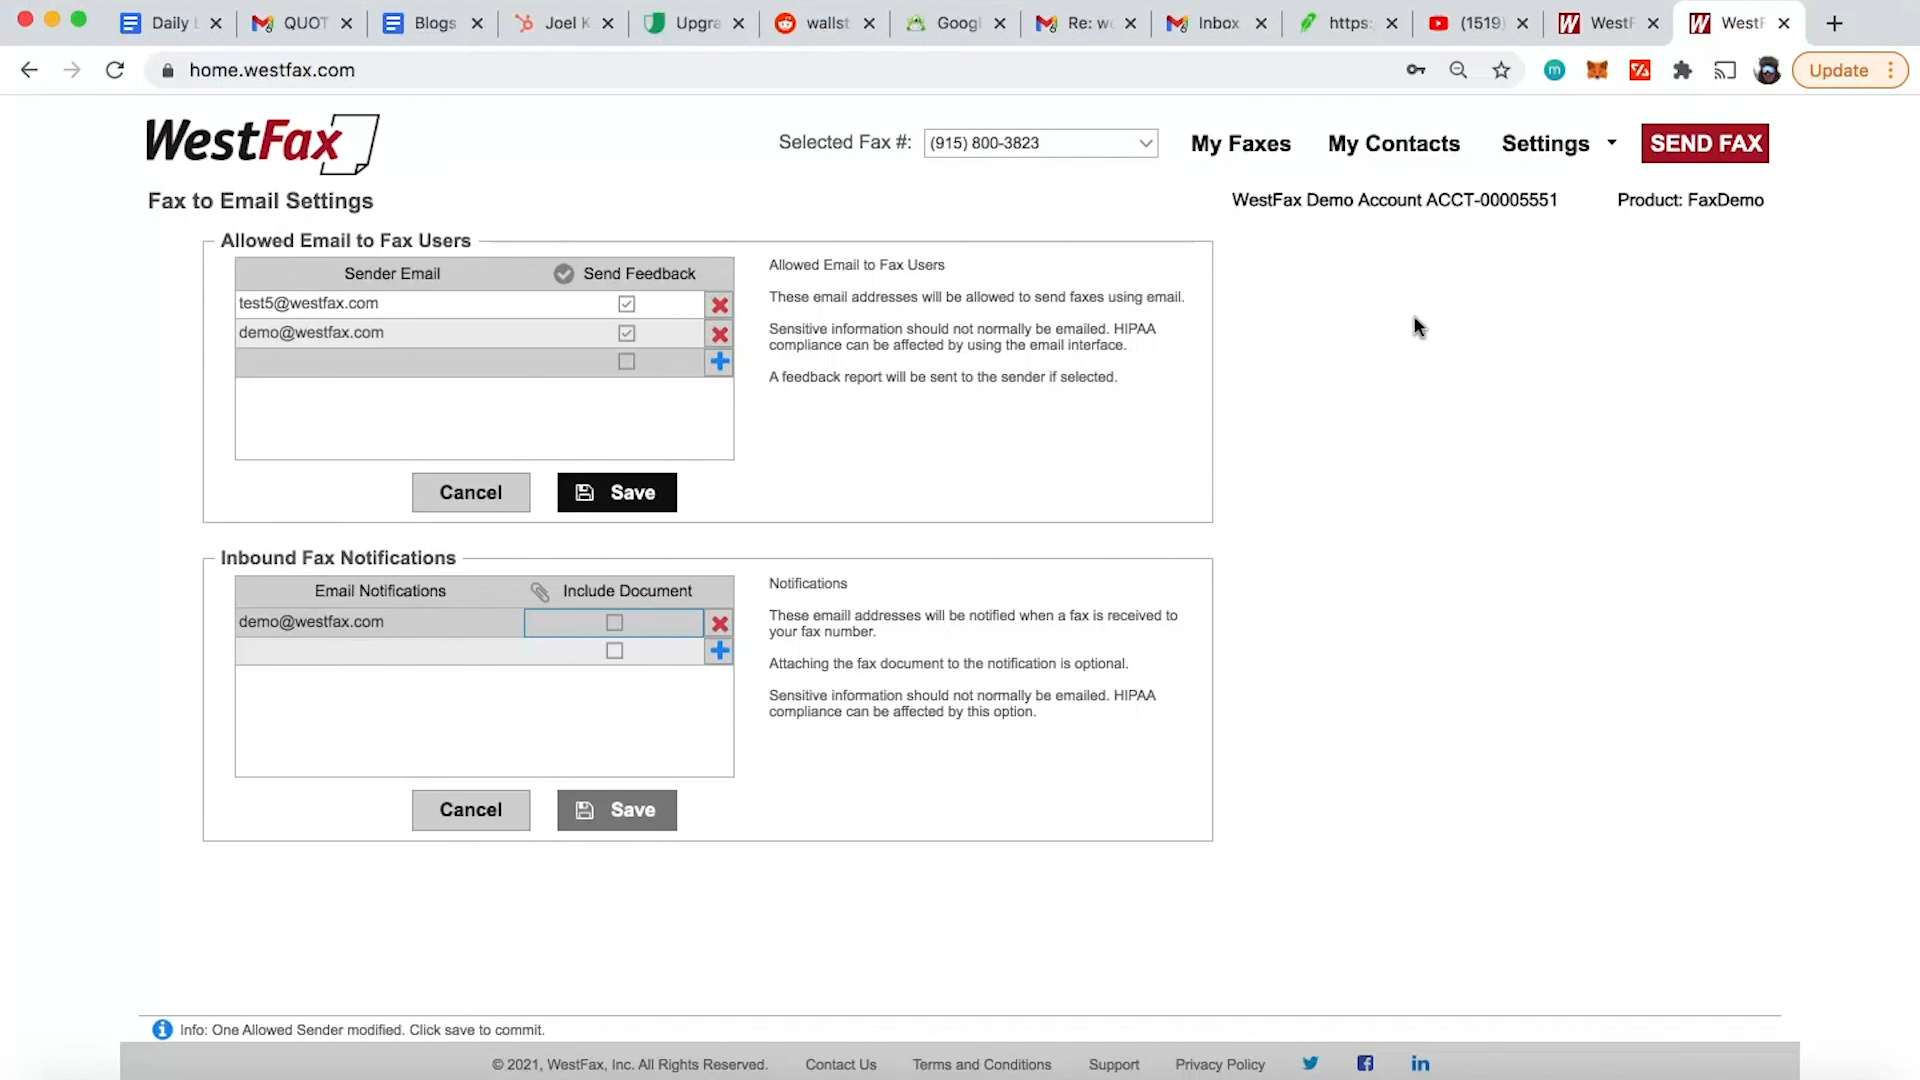 Daily
QUOT
Blogs
Joel K
Upgra
wallst
Googl
Re: w
Inbox
https:
(1519)
WestF
WestF
home.westfax.com
m
Update
WestFax
Selected Fax #:
(915) 800-3823
My Faxes
My Contacts
Settings
SEND FAX
Fax to Email Settings
WestFax Demo Account ACCT-00005551
Product: FaxDemo
Allowed Email to Fax Users
Sender Email
Send Feedback
test5@westfax.com
demo@westfax.com
Cancel
Save
Allowed Email to Fax Users
These email addresses will be allowed to send faxes using email.
Sensitive information should not normally be emailed. HIPAA
compliance can be affected by using the email interface.
A feedback report will be sent to the sender if selected.
Inbound Fax Notifications
Email Notifications
Include Document
demo@westfax.com
Cancel
Save
Notifications
These emaill addresses will be notified when a fax is received to
your fax number.
Attaching the fax document to the notification is optional.
Sensitive information should not normally be emailed. HIPAA
compliance can be affected by this option.
Info: One Allowed Sender modified. Click save to commit.
© 2021, WestFax, Inc. All Rights Reserved.
Contact Us
Terms and Conditions
Support
Privacy Policy